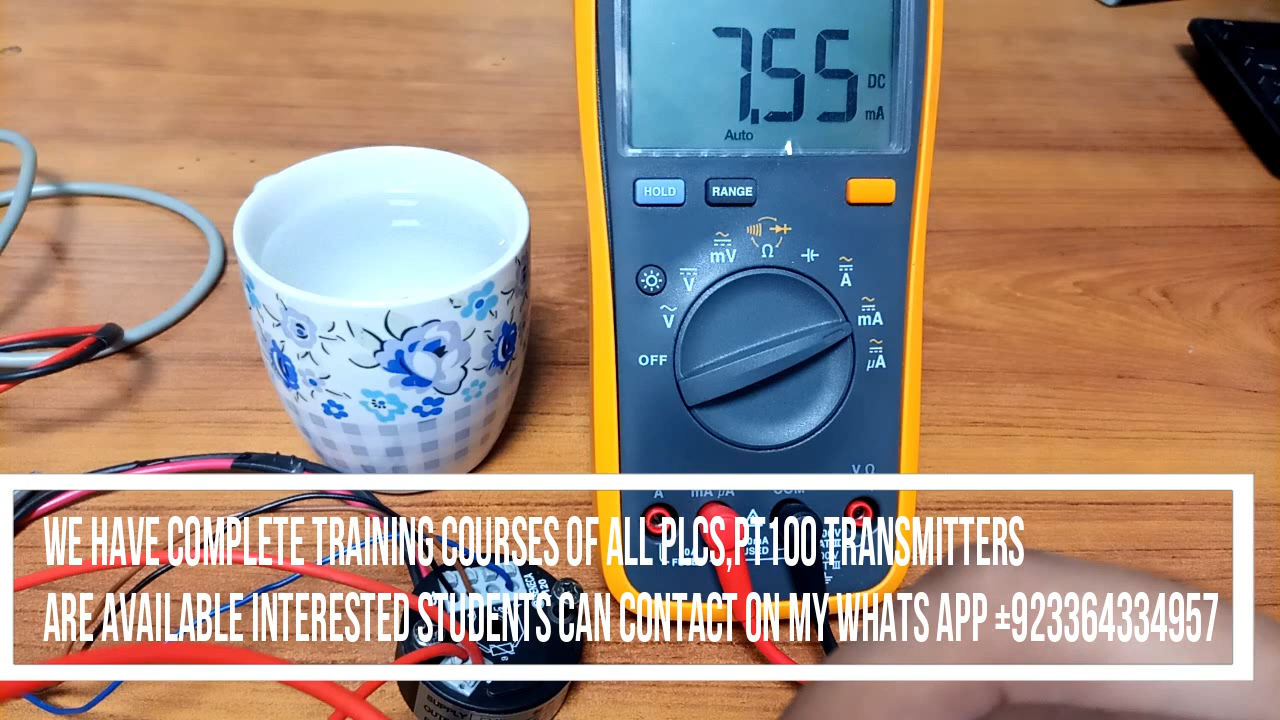 7.55
DC
mA
Auto
HOLD
RANGE
mV
Ω
V
A
V
mA
OFF
µA
V Ω
A
mA µA
COM
WE HAVE COMPLETE TRAINING COURSES OF ALL PLCS,PT100 TRANSMITTERS
ARE AVAILABLE INTERESTED STUDENTS CAN CONTACT ON MY WHATS APP ±923364334957
SUPPLY